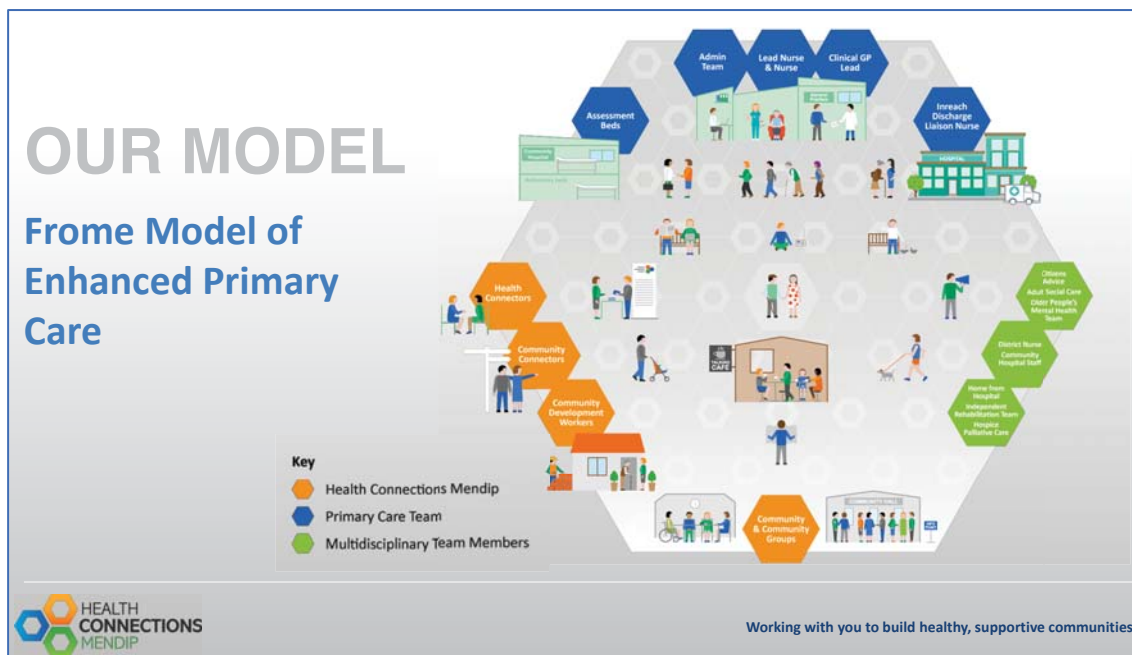 OUR MODEL
Frome Model of
Enhanced Primary
Care
Admin
Team
Lead Nurse
& Nurse
Clinical GP
Lead
Assessment
Beds
Inreach
Discharge
Liaison Nurse
HOSPITAL
Health
Connectors
Community
Connectors
Community
Development
Workers
TALKING
CAFE
Citizens
Advice
Adult Social Care
Older People's
Mental Health
Team
District Nurse
Community
Hospital Staff
Home from
Hospital
Independent
Rehabilitation Team
Hospice
Palliative Care
Community
& Community
Groups
COMMUNITY HALL
Key
Health Connections Mendip
Primary Care Team
Multidisciplinary Team Members
HEALTH
CONNECTIONS
MENDIP
Working with you to build healthy, supportive communities